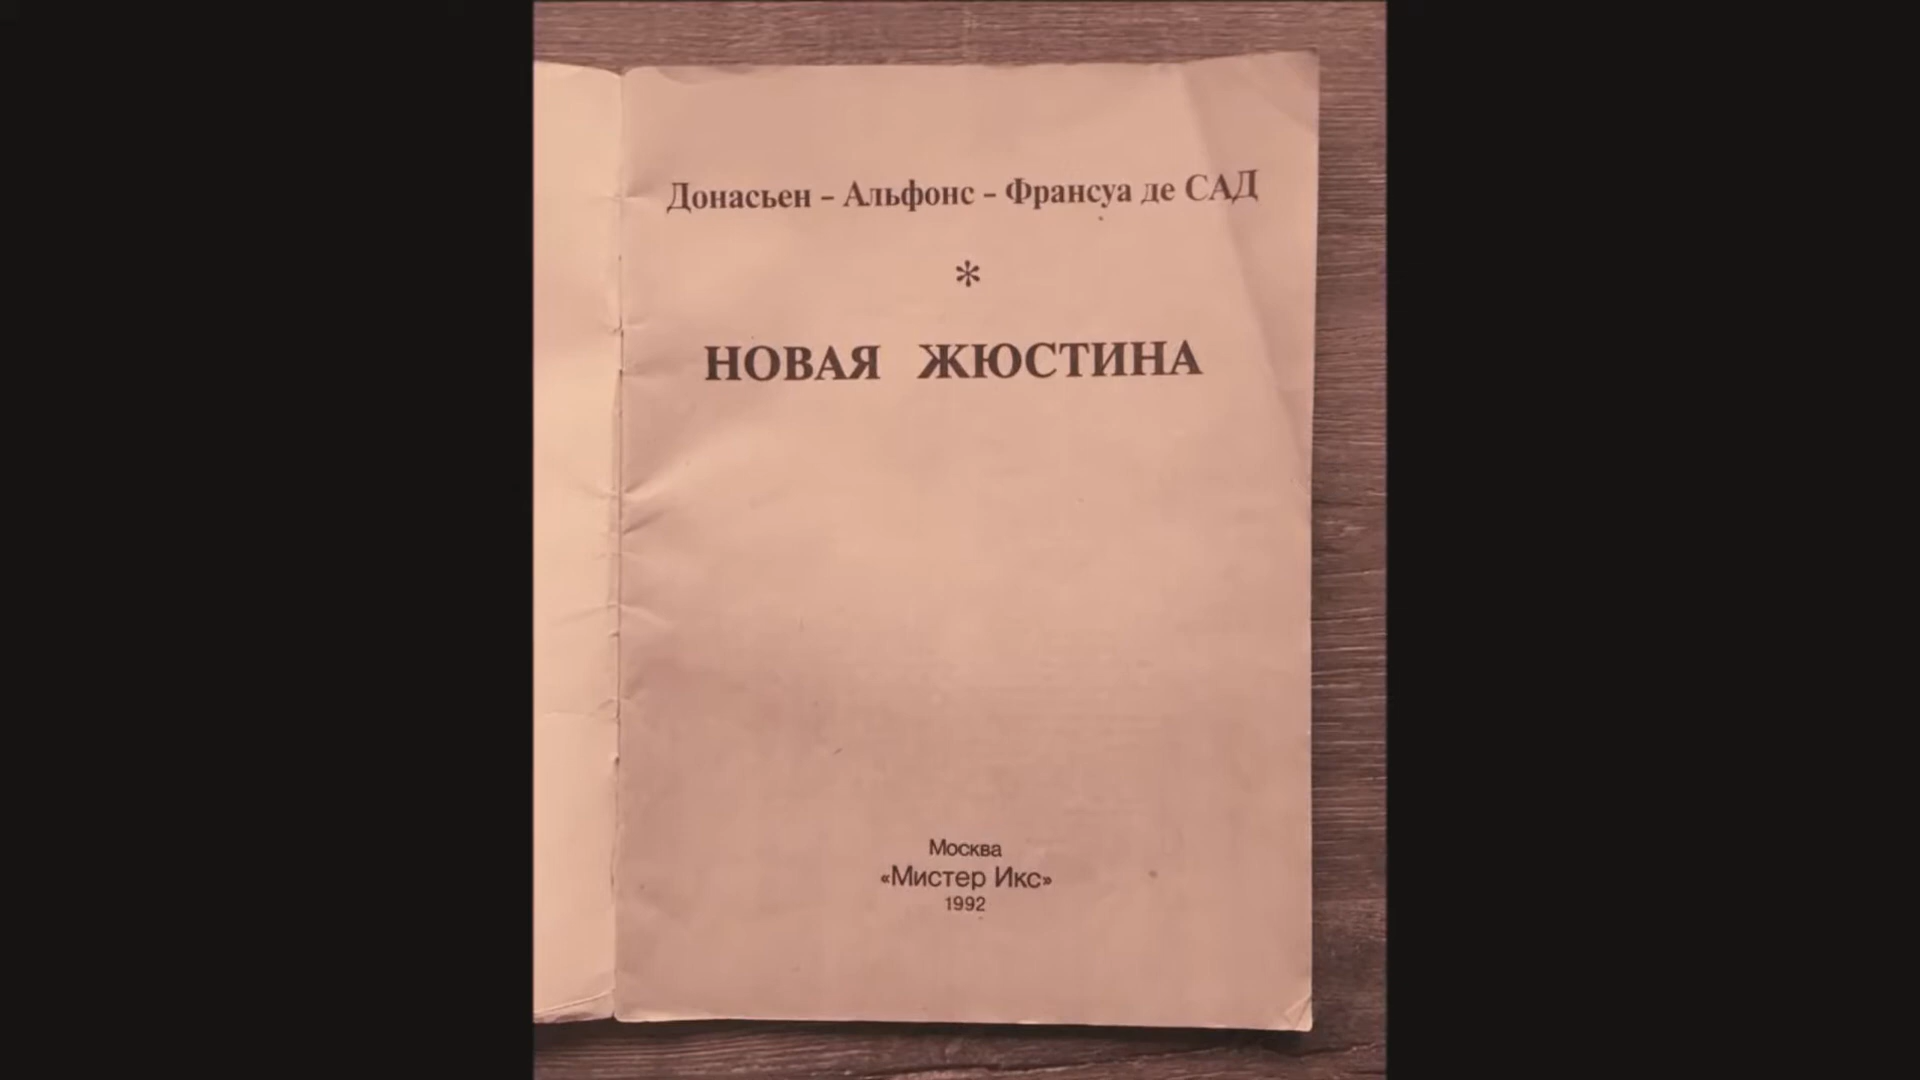 Донасьен – Альфонс – Франсуа де САД
*
НОВАЯ ЖЮСТИНА
Москва
«Мистер Икс»
1992